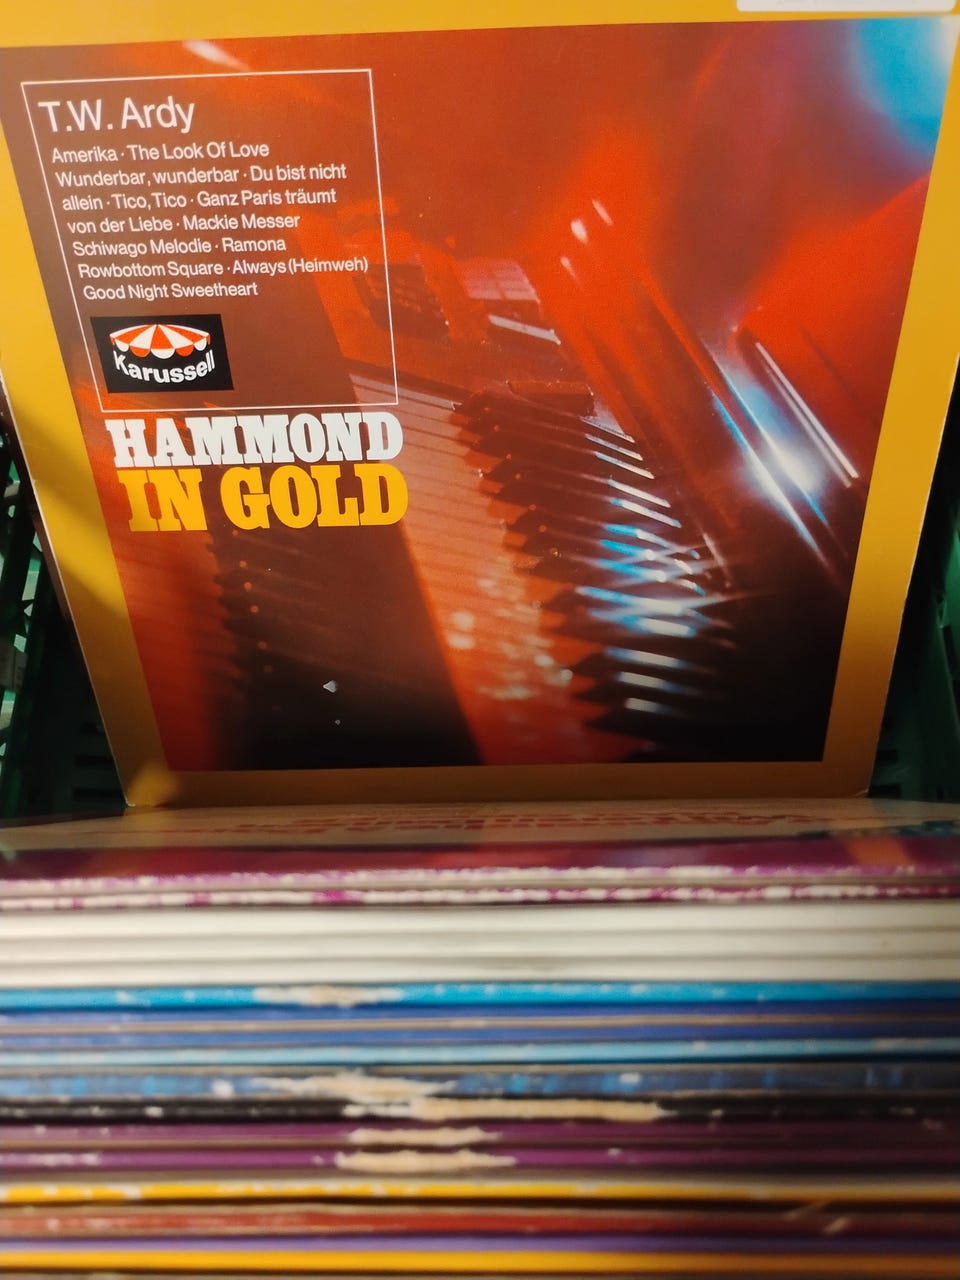 T.W. Ardy
Amerika · The Look Of Love
Wunderbar, wunderbar · Du bist nicht
allein · Tico, Tico · Ganz Paris träumt
von der Liebe · Mackie Messer
Schiwago Melodie · Ramona
Rowbottom Square · Always (Heimweh)
Good Night Sweetheart
Karussell
HAMMOND
IN GOLD